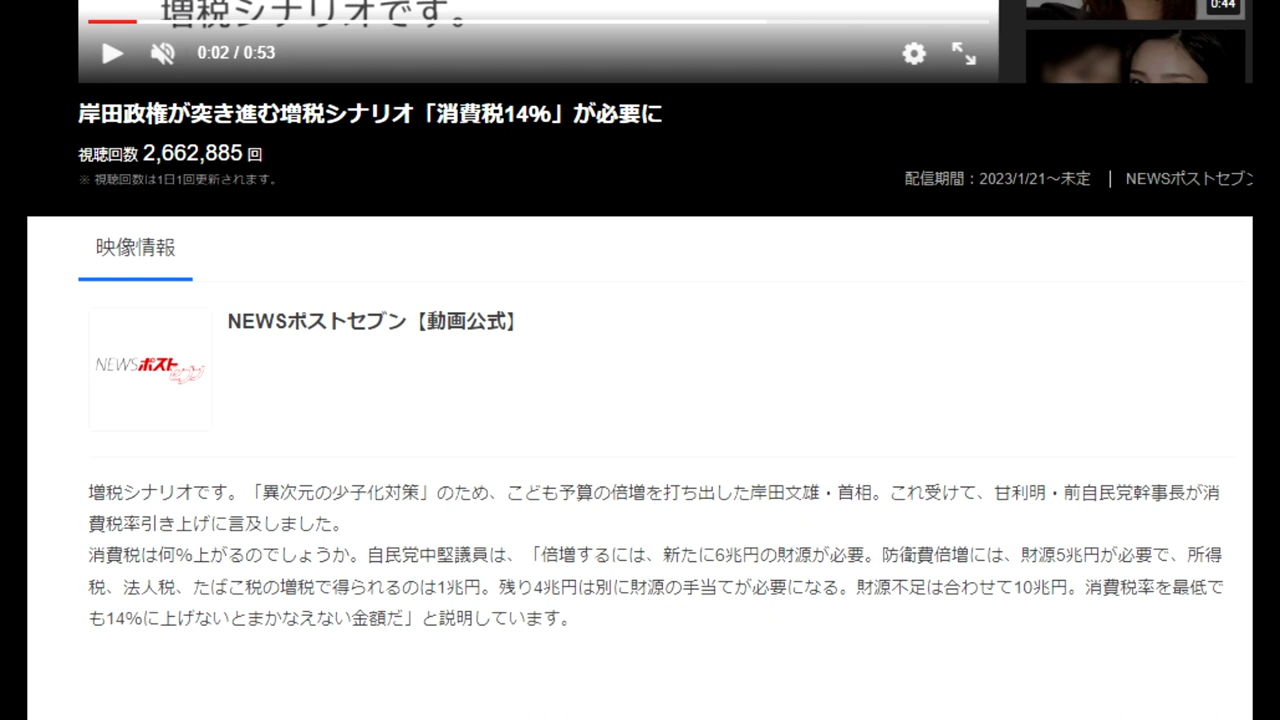 増税シナリオです。
0:44
0:02 / 0:53
岸田政権が突き進む増税シナリオ「消費税14%」が必要に
視聴回数 2,662,885 回
※ 視聴回数は1日1回更新されます。
配信期間：2023/1/21～未定 | NEWSポストセブン
映像情報
NEWSポストセブン【動画公式】
NEWSポスト
セブン
増税シナリオです。「異次元の少子化対策」のため、こども予算の倍増を打ち出した岸田文雄・首相。これ受けて、甘利明・前自民党幹事長が消
費税率引き上げに言及しました。
消費税は何%上がるのでしょうか。自民党中堅議員は、「倍増するには、新たに6兆円の財源が必要。防衛費倍増には、財源5兆円が必要で、所得
税、法人税、たばこ税の増税で得られるのは1兆円。残り4兆円は別に財源の手当てが必要になる。財源不足は合わせて10兆円。消費税率を最低で
も14%に上げないとまかなえない金額だ」と説明しています。